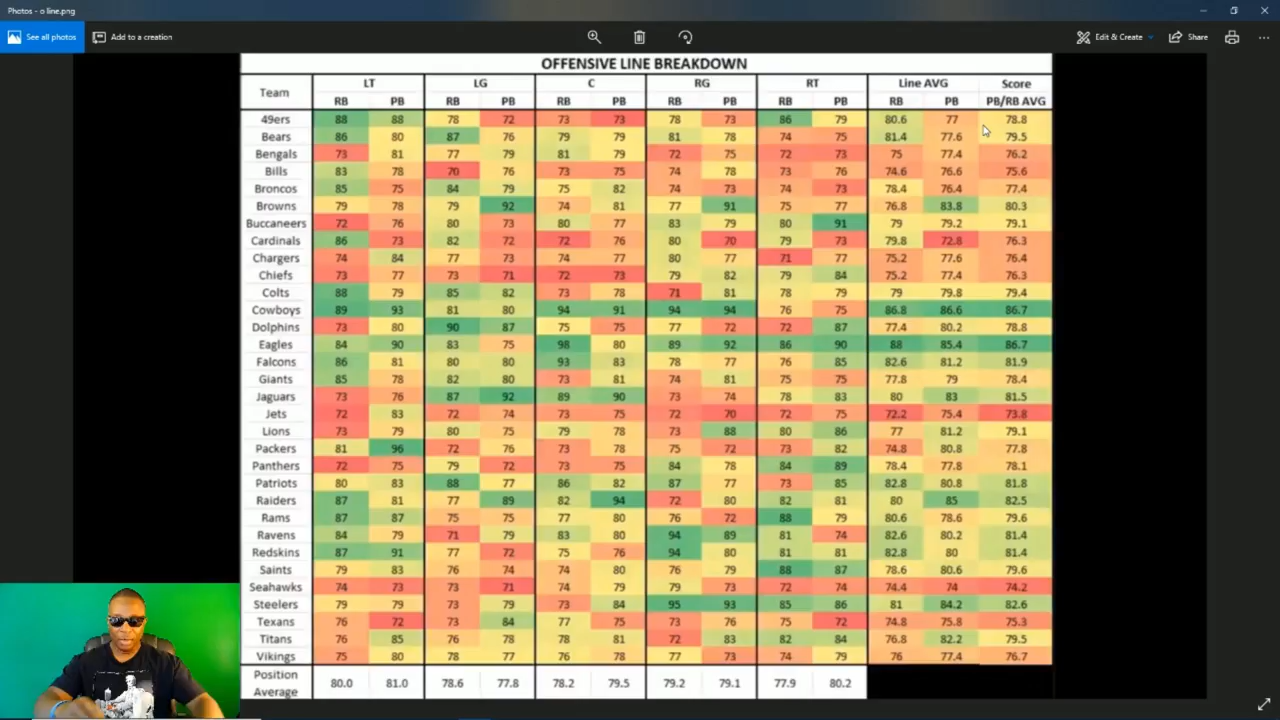 Photos - o line.png
See all photos Add to a creation Edit & Create Share
OFFENSIVE LINE BREAKDOWN
Team LT LG C RG RT Line AVG Score
RB PB RB PB RB PB RB PB RB PB RB PB PB/RB AVG
49ers 88 88 78 72 73 73 78 73 86 79 80.6 77 78.8
Bears 86 80 87 76 79 79 81 78 74 75 81.4 77.6 79.5
Bengals 73 81 77 79 81 79 72 75 72 73 75 77.4 76.2
Bills 83 78 70 76 73 75 74 78 73 76 74.6 76.6 75.6
Broncos 85 75 84 79 75 82 74 73 74 73 78.4 76.4 77.4
Browns 79 78 79 92 74 81 77 91 75 77 76.8 83.8 80.3
Buccaneers 72 76 80 73 80 77 83 79 80 91 79 79.2 79.1
Cardinals 86 73 82 72 72 76 80 70 79 73 79.8 72.8 76.3
Chargers 74 84 77 73 74 77 80 77 71 77 75.2 77.6 76.4
Chiefs 73 77 73 71 72 73 79 82 79 84 75.2 77.4 76.3
Colts 88 79 85 82 73 78 71 81 78 79 79 79.8 79.4
Cowboys 89 93 81 80 94 91 94 94 76 75 86.8 86.6 86.7
Dolphins 73 80 90 87 75 75 77 72 72 87 77.4 80.2 78.8
Eagles 84 90 83 75 98 80 89 92 86 90 88 85.4 86.7
Falcons 86 81 80 80 93 83 78 77 76 85 82.6 81.2 81.9
Giants 85 78 82 80 73 81 74 81 75 75 77.8 79 78.4
Jaguars 73 76 87 92 89 90 73 74 78 83 80 83 81.5
Jets 72 83 72 74 73 75 72 70 72 75 72.2 75.4 73.8
Lions 73 79 80 75 79 78 73 88 80 86 77 81.2 79.1
Packers 81 96 72 76 73 78 75 72 73 82 74.8 80.8 77.8
Panthers 72 75 79 72 73 75 84 78 84 89 78.4 77.8 78.1
Patriots 80 83 88 77 86 82 87 77 73 85 82.8 80.8 81.8
Raiders 87 81 77 89 82 94 72 80 82 81 80 85 82.5
Rams 87 87 75 75 77 80 76 72 88 79 80.6 78.6 79.6
Ravens 84 79 71 79 83 80 94 89 81 74 82.6 80.2 81.4
Redskins 87 91 77 72 75 76 94 80 81 81 82.8 80 81.4
Saints 79 83 76 74 74 80 76 79 88 87 78.6 80.6 79.6
Seahawks 74 73 73 71 74 79 79 73 72 74 74.4 74 74.2
Steelers 79 79 73 79 73 84 95 93 85 86 81 84.2 82.6
Texans 76 72 73 84 77 75 73 76 75 72 74.8 75.8 75.3
Titans 76 85 76 78 78 81 72 83 82 84 76.8 82.2 79.5
Vikings 75 80 78 77 76 78 77 73 74 79 76 77.4 76.7
Position
Average 80.0 81.0 78.6 77.8 78.2 79.5 79.2 79.1 77.9 80.2